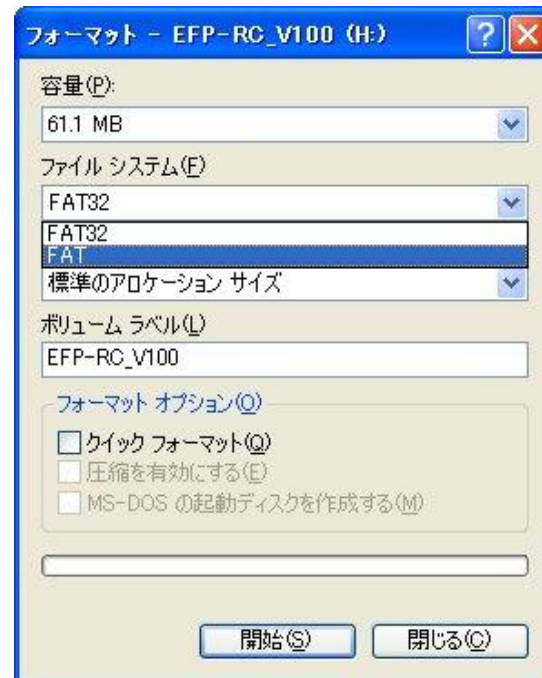 フォーマット - EFP-RC_V100 (H:)
容量(P):
61.1 MB
ファイル システム(F)
FAT32
FAT32
FAT
標準のアロケーション サイズ
ボリューム ラベル(L)
EFP-RC_V100
フォーマット オプション(O)
クイック フォーマット(Q)
圧縮を有効にする(E)
MS-DOS の起動ディスクを作成する(M)
開始(S) 閉じる(C)